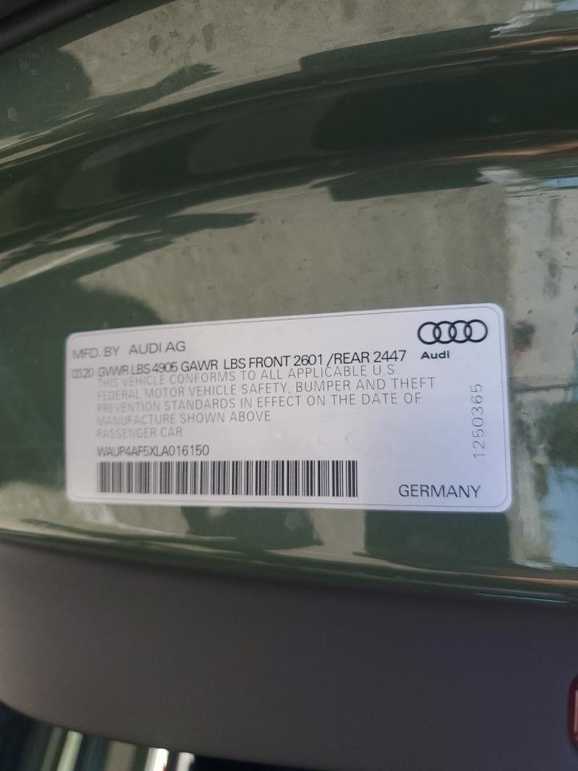 MFD. BY AUDI AG
03.20 GVWR LBS 4905 GAWR LBS FRONT 2601 /REAR 2447
THIS VEHICLE CONFORMS TO ALL APPLICABLE U.S.
FEDERAL MOTOR VEHICLE SAFETY, BUMPER AND THEFT
PREVENTION STANDARDS IN EFFECT ON THE DATE OF
MANUFACTURE SHOWN ABOVE
PASSENGER CAR
WAUP4AF5XLA016150
GERMANY
Audi
1250365